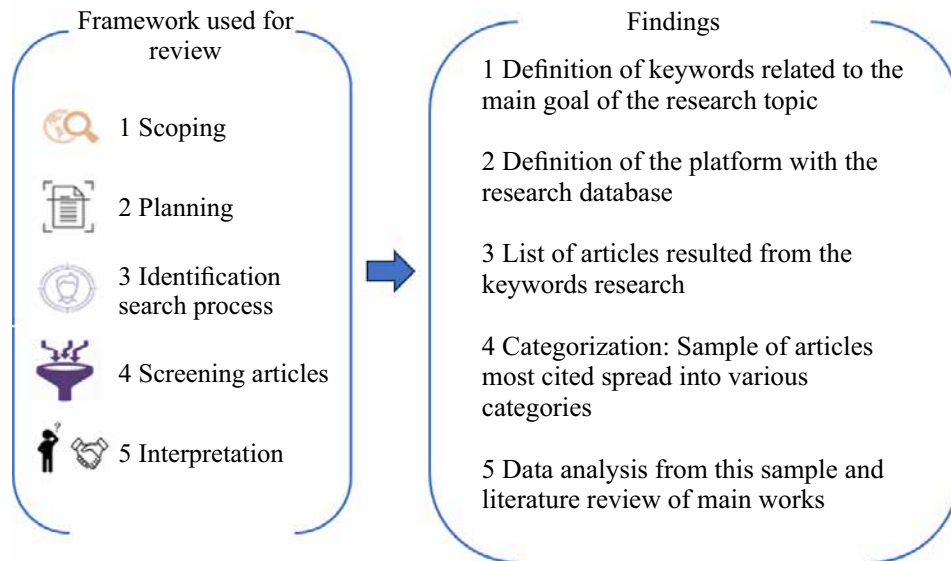 Framework used for
review
1 Scoping
2 Planning
3 Identification
search process
4 Screening articles
5 Interpretation
Findings
1 Definition of keywords related to the
main goal of the research topic
2 Definition of the platform with the
research database
3 List of articles resulted from the
keywords research
4 Categorization: Sample of articles
most cited spread into various
categories
5 Data analysis from this sample and
literature review of main works